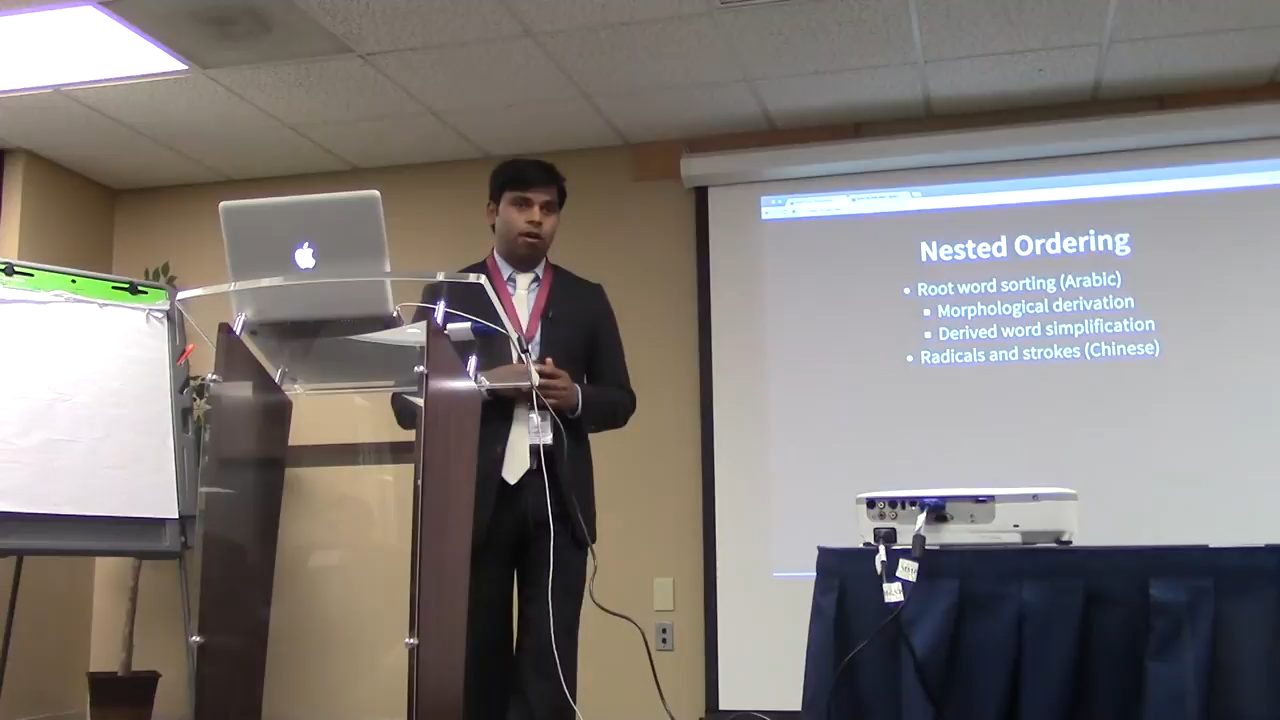 Nested Ordering
• Root word sorting (Arabic)
▪ Morphological derivation
▪ Derived word simplification
• Radicals and strokes (Chinese)